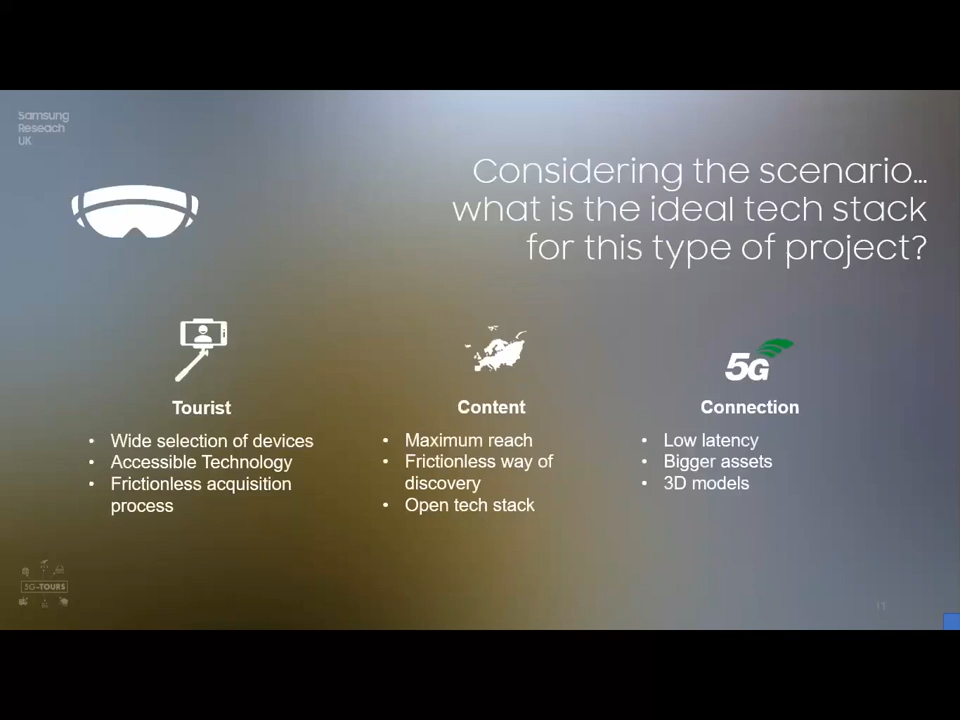 Samsung
Reseach
UK
Considering the scenario...
what is the ideal tech stack
for this type of project?
5G
Tourist
• Wide selection of devices
• Accessible Technology
• Frictionless acquisition
process
Content
• Maximum reach
• Frictionless way of
discovery
• Open tech stack
Connection
• Low latency
• Bigger assets
• 3D models
5G-TOURS
11